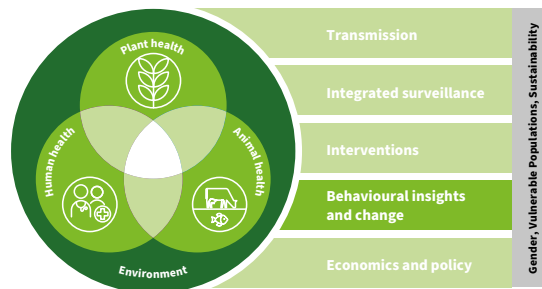 Plant health
Human health
Animal health
Environment
Transmission
Integrated surveillance
Interventions
Behavioural insights
and change
Economics and policy
Gender, Vulnerable Populations, Sustainability